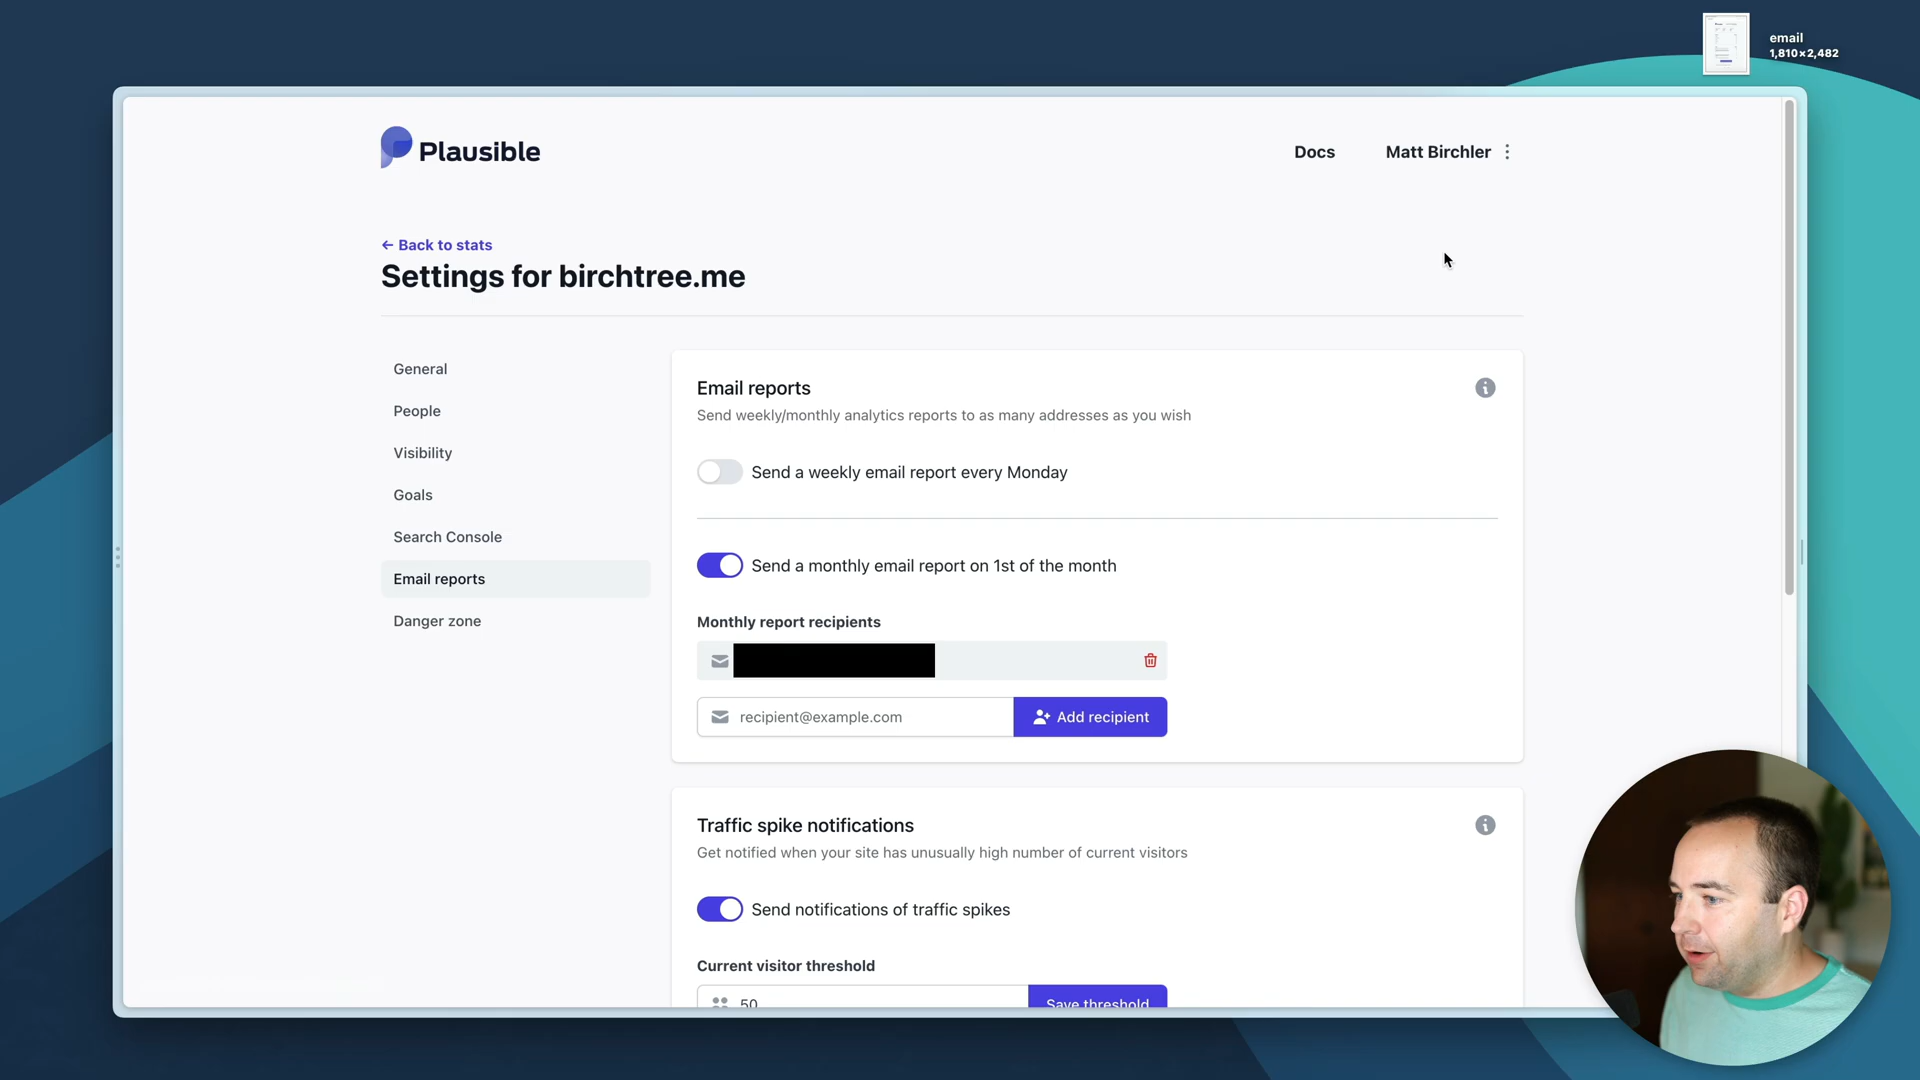 email
1,810×2,482
Plausible
Docs
Matt Birchler
← Back to stats
Settings for birchtree.me
General
People
Visibility
Goals
Search Console
Email reports
Danger zone
Email reports
Send weekly/monthly analytics reports to as many addresses as you wish
Send a weekly email report every Monday
Send a monthly email report on 1st of the month
Monthly report recipients
recipient@example.com
Add recipient
Traffic spike notifications
Get notified when your site has unusually high number of current visitors
Send notifications of traffic spikes
Current visitor threshold
50
Save threshold